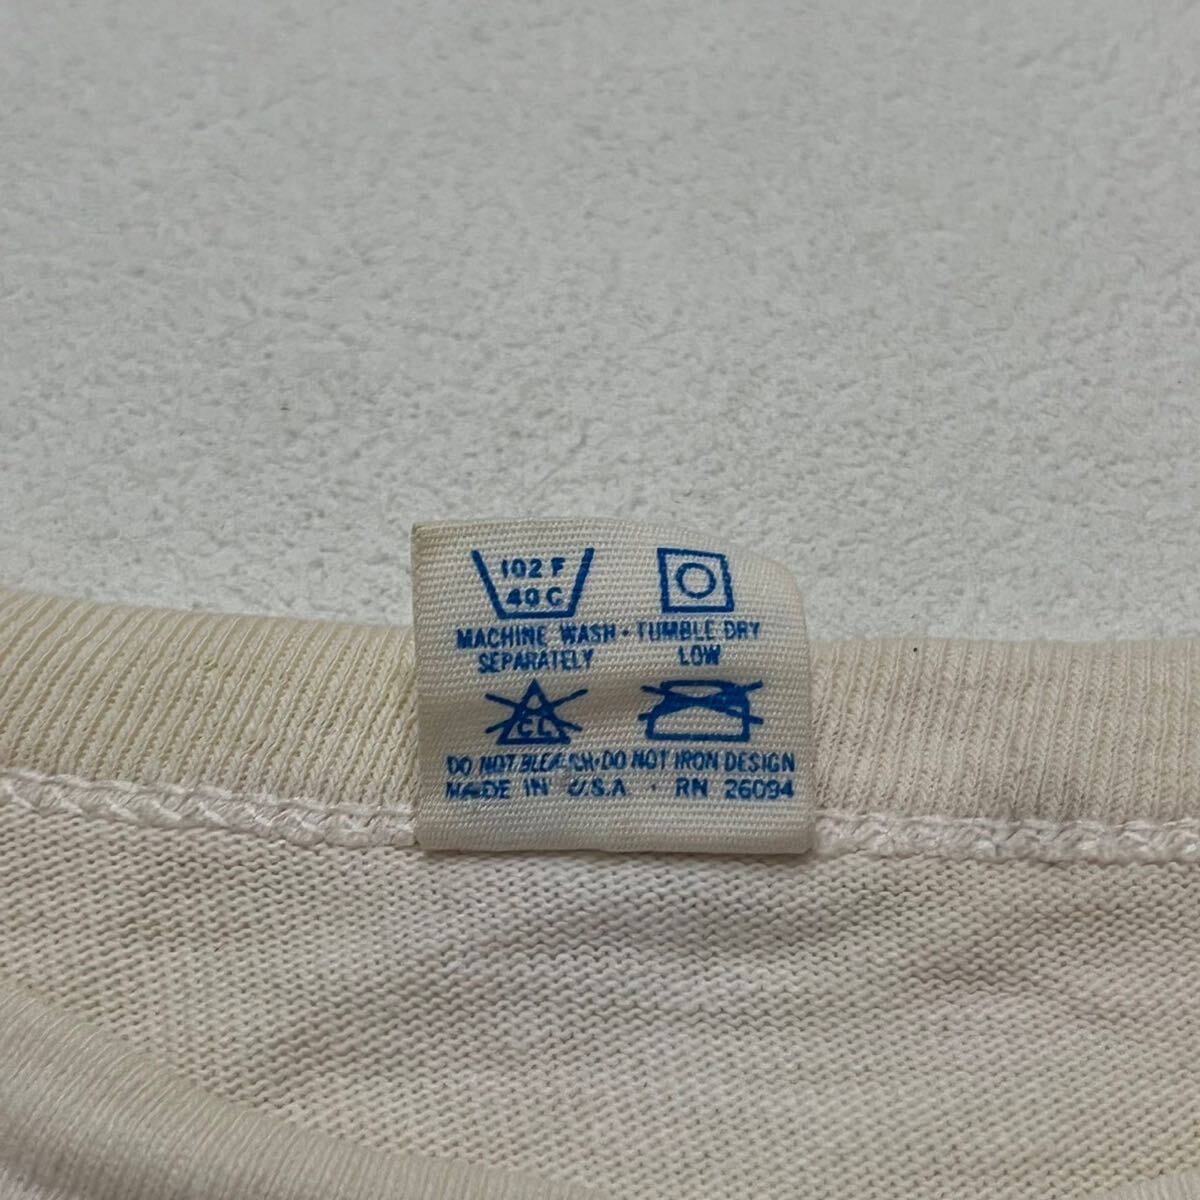 102 F
40 C
MACHINE WASH · TUMBLE DRY
SEPARATELY LOW
CL
DO NOT BLEACH · DO NOT IRON DESIGN
MADE IN U.S.A. · RN 26094